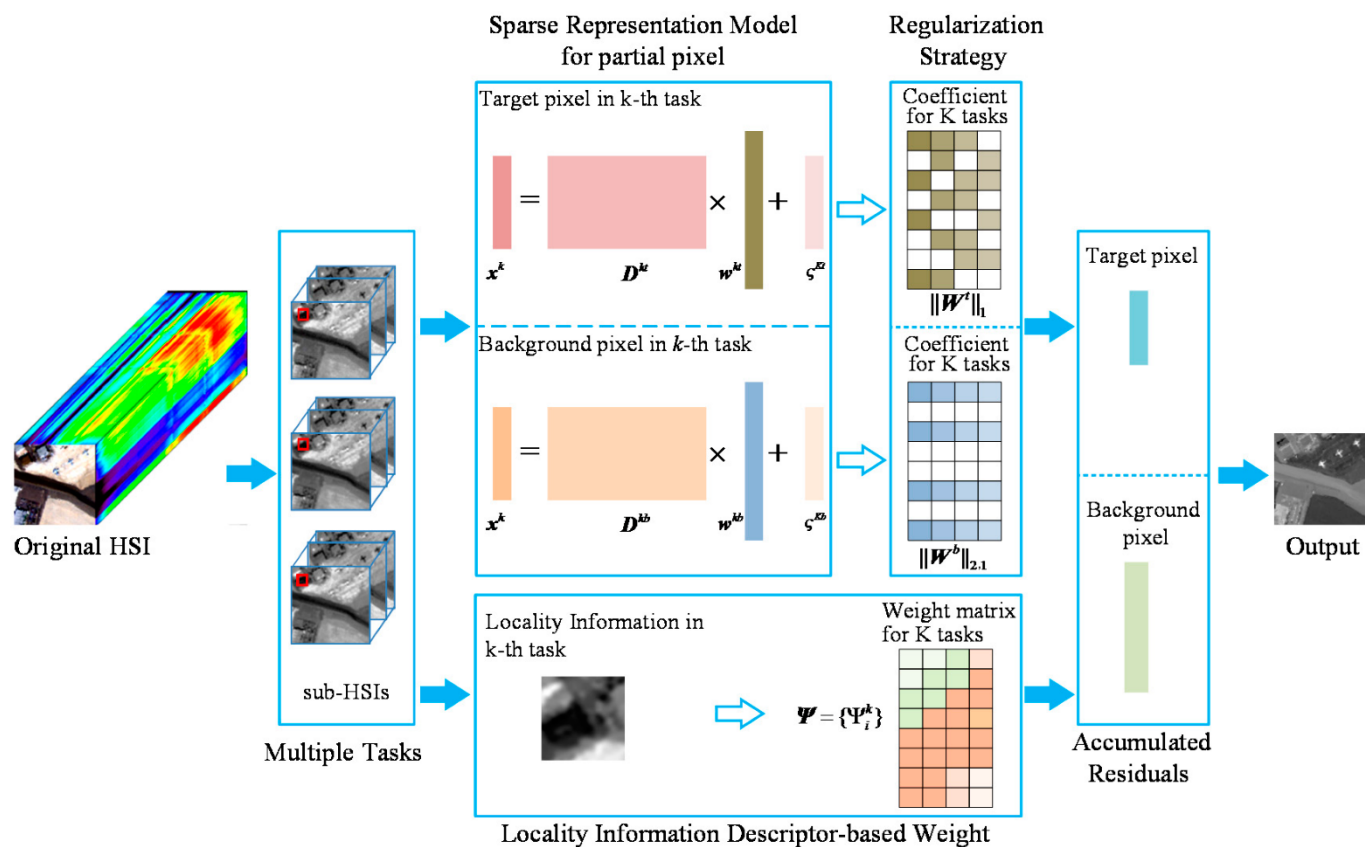 Sparse Representation Model
for partial pixel
Regularization
Strategy
Target pixel in k-th task
x^k
=
D^kt
×
w^kt
+
ς^Kt
Coefficient
for K tasks
||W^t||_1
Background pixel in k-th task
x^k
=
D^kb
×
w^kb
+
ς^Kb
Coefficient
for K tasks
||W^b||_2,1
Target pixel
Background
pixel
Original HSI
Output
sub-HSIs
Multiple Tasks
Locality Information in
k-th task
Ψ = {Ψ_i^k}
Weight matrix
for K tasks
Accumulated
Residuals
Locality Information Descriptor-based Weight